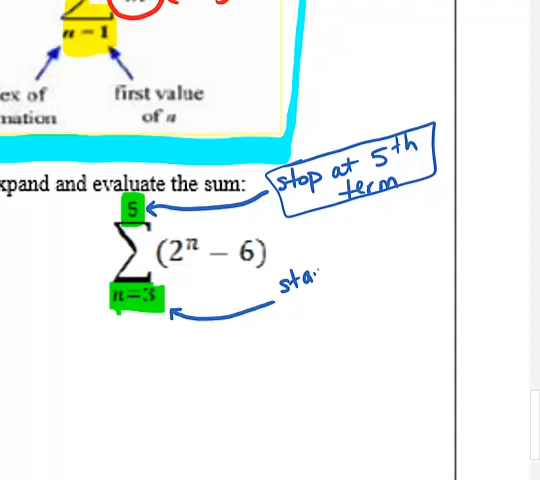 n = 1
ex of
first value
mation
of n
xpand and evaluate the sum:
stop at 5th
term
5
∑ (2ⁿ − 6)
n=3
sta